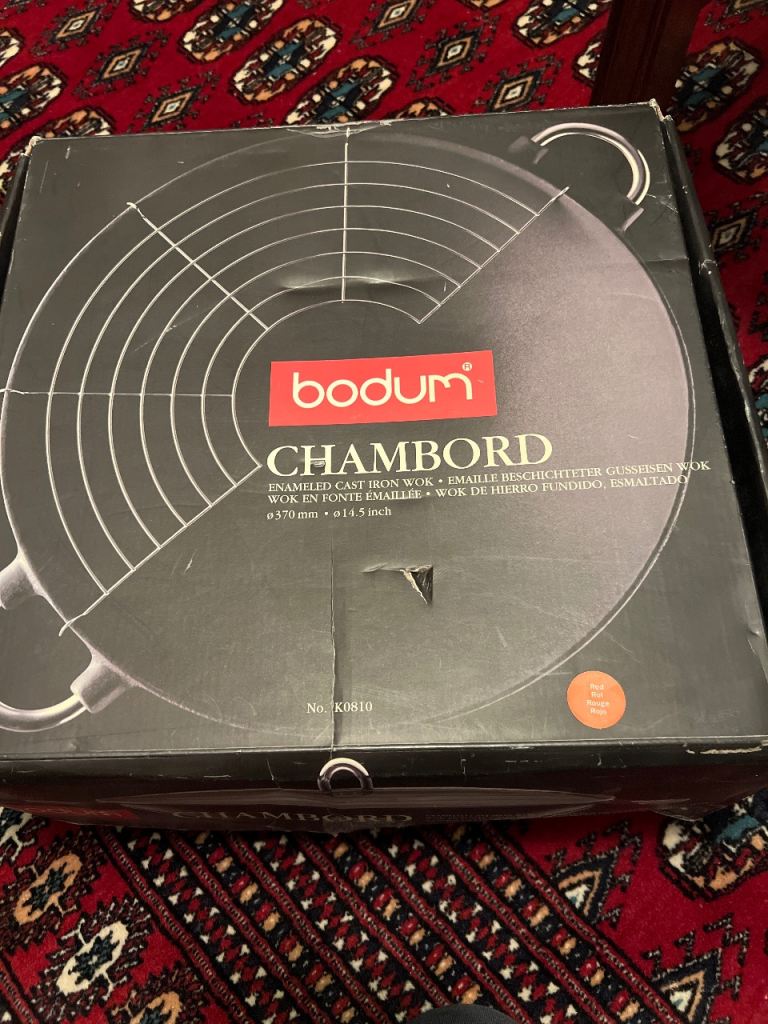 bodum®
CHAMBORD
ENAMELED CAST IRON WOK • EMAILLE BESCHICHTETER GUSSEISEN WOK
WOK EN FONTE ÉMAILLÉE • WOK DE HIERRO FUNDIDO, ESMALTADO
ø370 mm • ø14.5 inch
No. K0810
Red
Rot
Rouge
Rojo
CHAMBORD